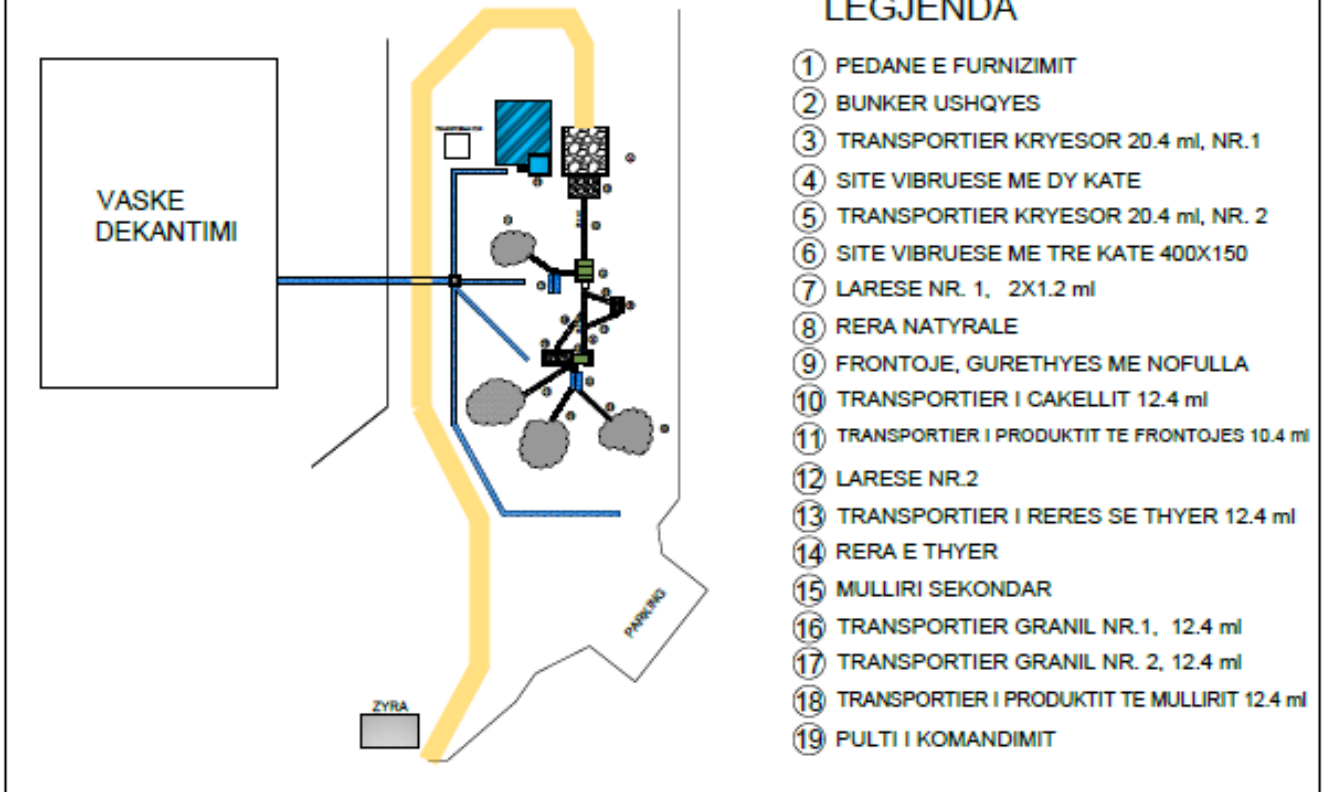 LEGJENDA
1 PEDANE E FURNIZIMIT
2 BUNKER USHQYES
3 TRANSPORTIER KRYESOR 20.4 ml, NR.1
4 SITE VIBRUESE ME DY KATE
5 TRANSPORTIER KRYESOR 20.4 ml, NR. 2
6 SITE VIBRUESE ME TRE KATE 400X150
7 LARESE NR. 1, 2X1.2 ml
8 RERA NATYRALE
9 FRONTOJE, GURETHYES ME NOFULLA
10 TRANSPORTIER I CAKELLIT 12.4 ml
11 TRANSPORTIER I PRODUKTIT TE FRONTOJES 10.4 ml
12 LARESE NR.2
13 TRANSPORTIER I RERES SE THYER 12.4 ml
14 RERA E THYER
15 MULLIRI SEKONDAR
16 TRANSPORTIER GRANIL NR.1, 12.4 ml
17 TRANSPORTIER GRANIL NR. 2, 12.4 ml
18 TRANSPORTIER I PRODUKTIT TE MULLIRIT 12.4 ml
19 PULTI I KOMANDIMIT
VASKE
DEKANTIMI
PARKING
ZYRA